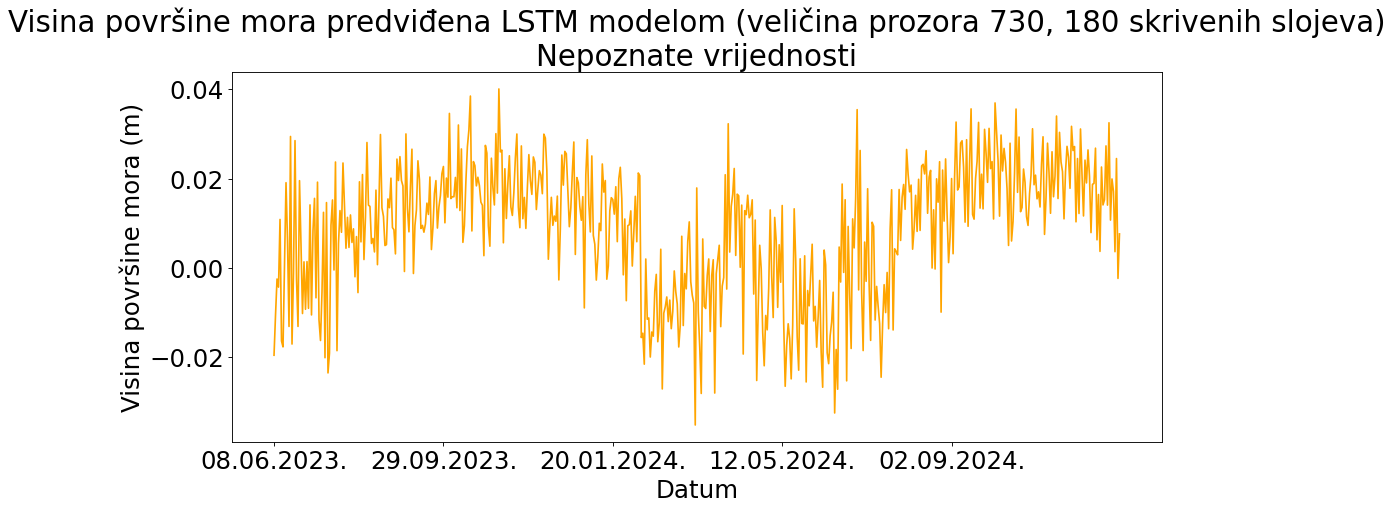 Visina površine mora predviđena LSTM modelom (veličina prozora 730, 180 skrivenih slojeva)
Nepoznate vrijednosti
Visina površine mora (m)
0.04
0.02
0.00
−0.02
08.06.2023. 29.09.2023. 20.01.2024. 12.05.2024. 02.09.2024.
Datum